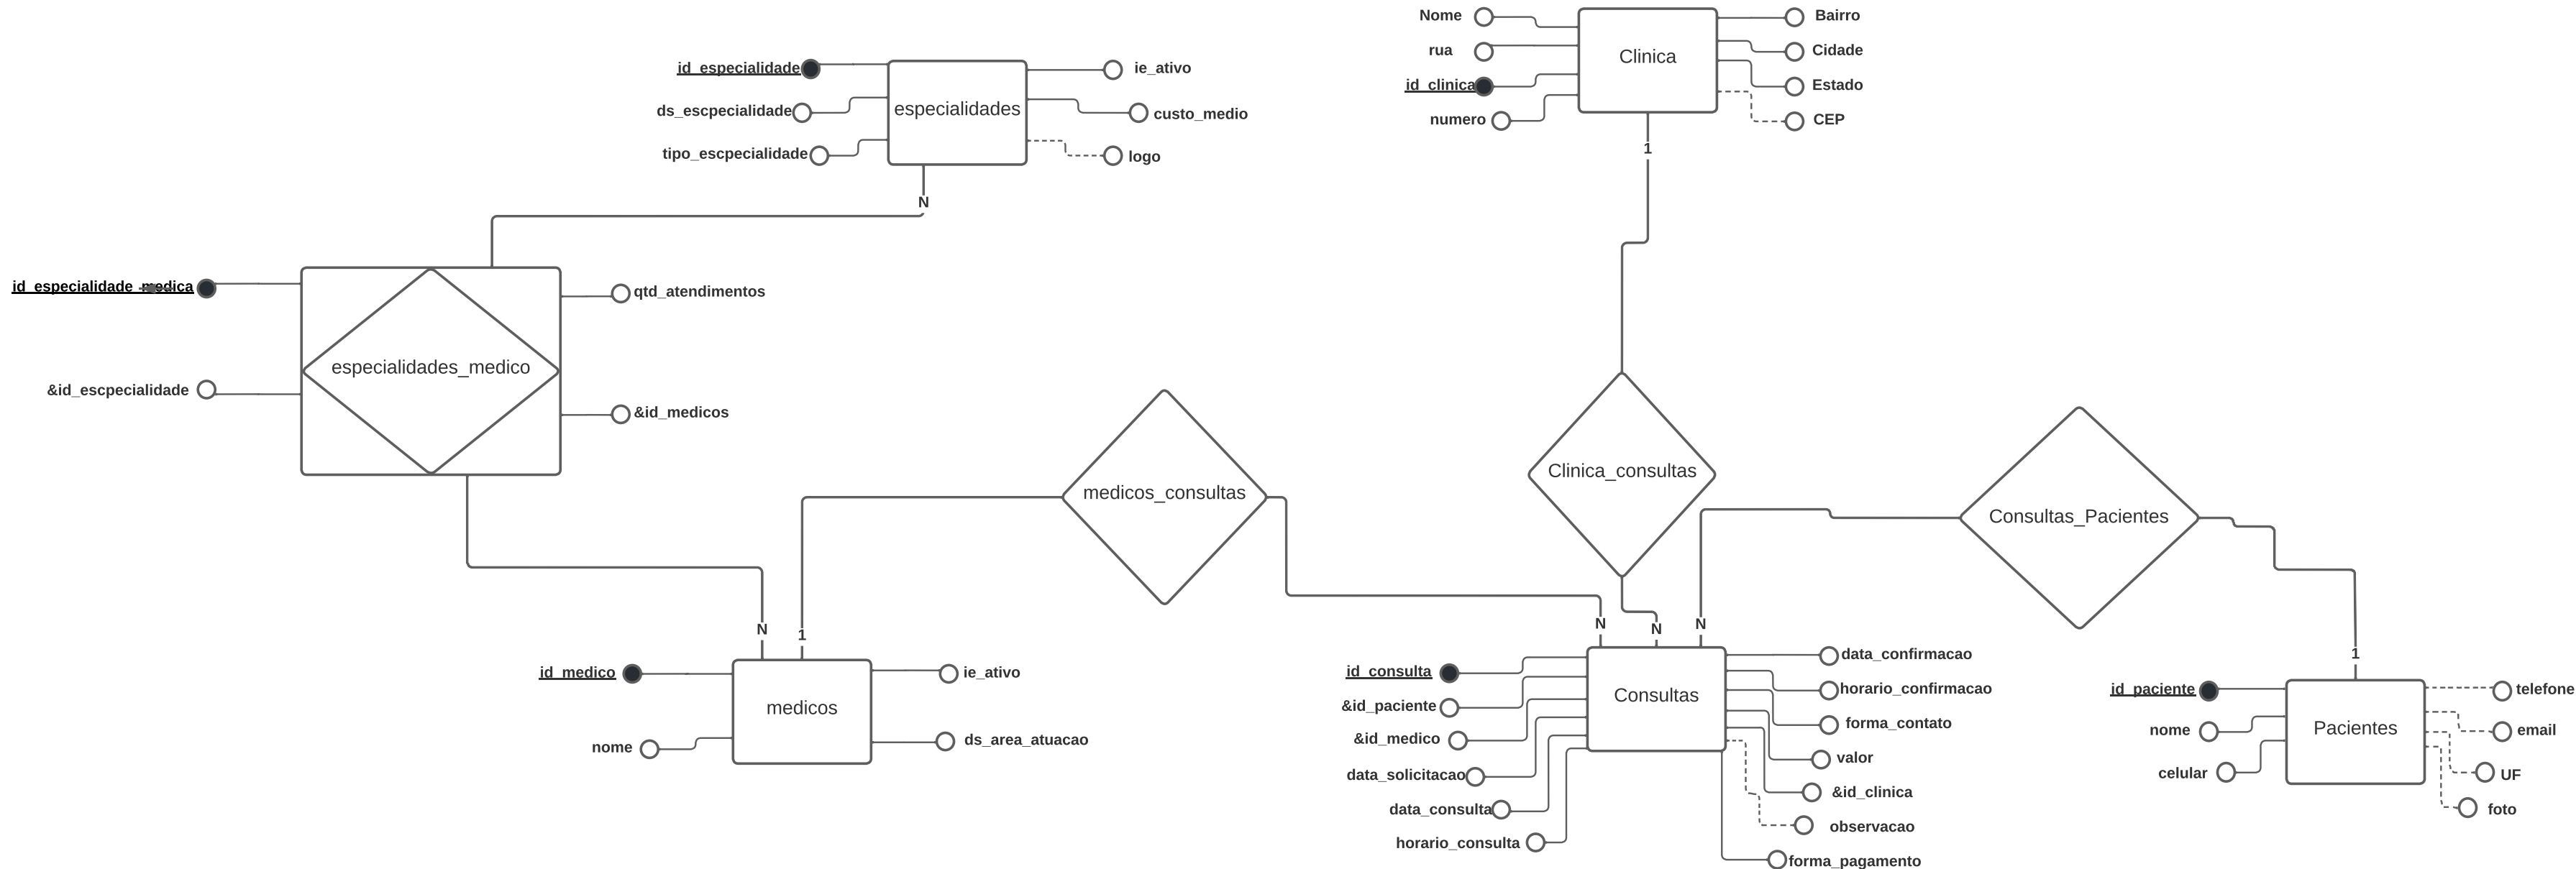 Nome
rua
id_clinica
numero
Clinica
Bairro
Cidade
Estado
CEP
1
id_especialidade
ds_escpecialidade
tipo_escpecialidade
especialidades
ie_ativo
custo_medio
logo
N
id_especialidade_medica
&id_escpecialidade
especialidades_medico
qtd_atendimentos
&id_medicos
medicos_consultas
Clinica_consultas
Consultas_Pacientes
N
1
N
N
N
1
id_medico
nome
medicos
ie_ativo
ds_area_atuacao
id_consulta
&id_paciente
&id_medico
data_solicitacao
data_consulta
horario_consulta
Consultas
data_confirmacao
horario_confirmacao
forma_contato
valor
&id_clinica
observacao
forma_pagamento
id_paciente
nome
celular
Pacientes
telefone
email
UF
foto